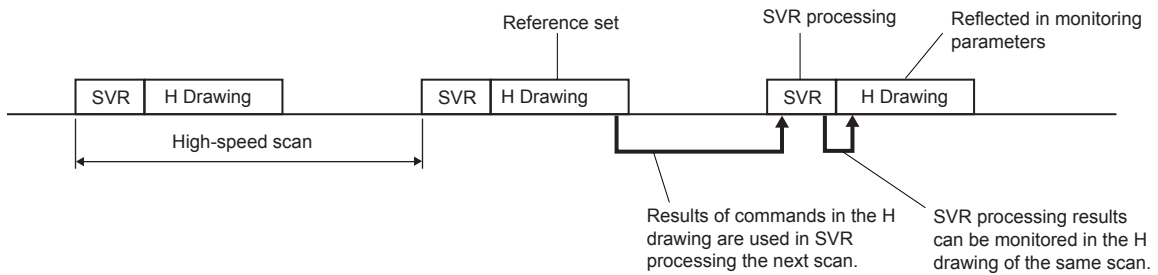 Reference set
SVR processing
Reflected in monitoring
parameters
SVR
H Drawing
SVR
H Drawing
SVR
H Drawing
High-speed scan
Results of commands in the H
drawing are used in SVR
processing the next scan.
SVR processing results
can be monitored in the H
drawing of the same scan.